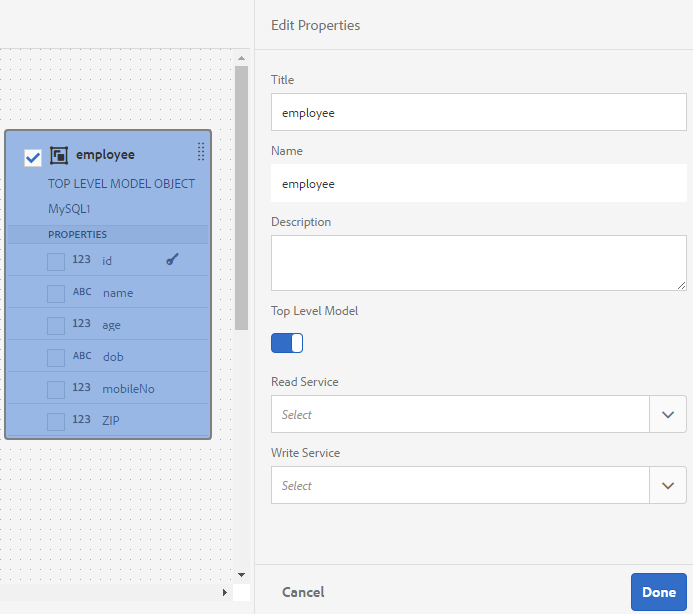 employee
TOP LEVEL MODEL OBJECT
MySQL1
PROPERTIES
123 id
ABC name
123 age
ABC dob
123 mobileNo
123 ZIP
Edit Properties
Title
employee
Name
employee
Description
Top Level Model
Read Service
Select
Write Service
Select
Cancel
Done